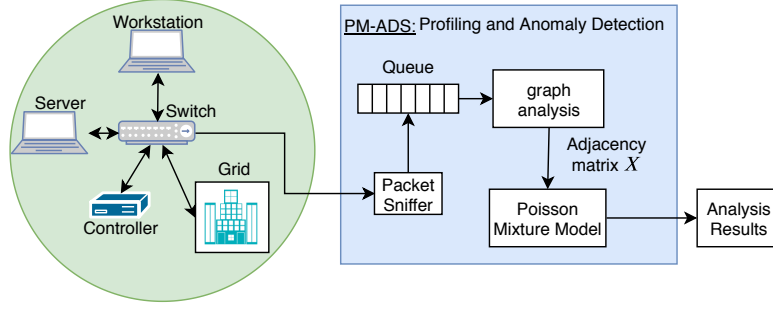 Workstation
Server
Switch
Grid
Controller
PM-ADS: Profiling and Anomaly Detection
Queue
graph
analysis
Adjacency
matrix X
Packet
Sniffer
Poisson
Mixture Model
Analysis
Results